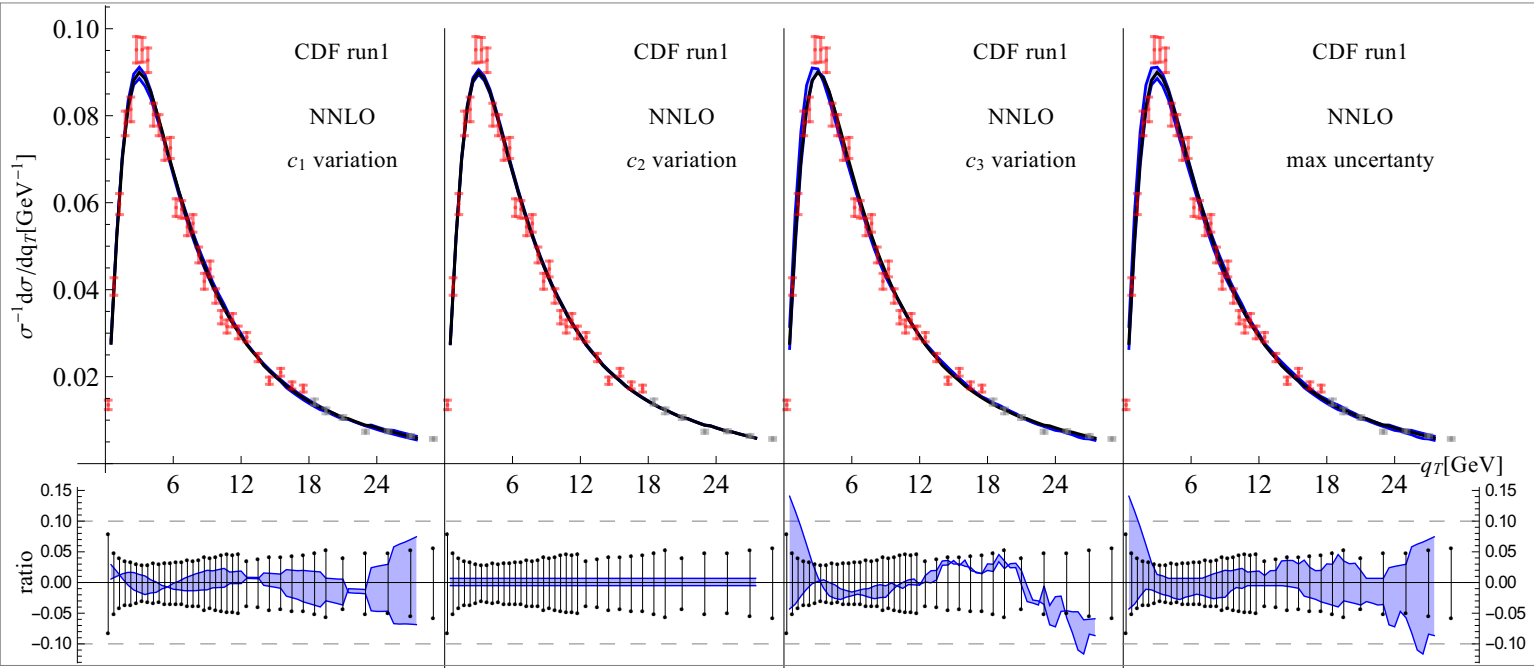 0.10
0.08
0.06
0.04
0.02
σ⁻¹dσ/dq_T[GeV⁻¹]
CDF run1
NNLO
c₁ variation
CDF run1
NNLO
c₂ variation
CDF run1
NNLO
c₃ variation
CDF run1
NNLO
max uncertanty
6 12 18 24
6 12 18 24
6 12 18 24
6 12 18 24
q_T[GeV]
0.15
0.10
0.05
0.00
−0.05
−0.10
ratio
0.15
0.10
0.05
0.00
−0.05
−0.10